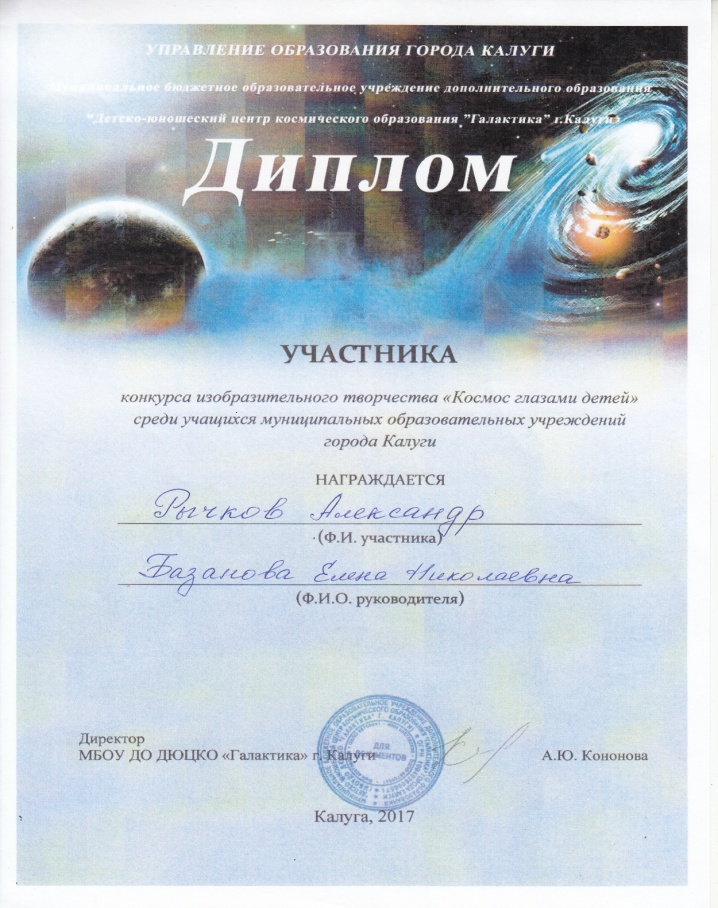 УПРАВЛЕНИЕ ОБРАЗОВАНИЯ ГОРОДА КАЛУГИ
Муниципальное бюджетное образовательное учреждение дополнительного образования
"Детско-юношеский центр космического образования "Галактика" г.Калуги"
Диплом
УЧАСТНИКА
конкурса изобразительного творчества «Космос глазами детей»
среди учащихся муниципальных образовательных учреждений
города Калуги
НАГРАЖДАЕТСЯ
Рычков Александр
(Ф.И. участника)
Базанова Елена Николаевна
(Ф.И.О. руководителя)
Директор
МБОУ ДО ДЮЦКО «Галактика» г. Калуги
А.Ю. Кононова
ДЛЯ
ДОКУМЕНТОВ
Калуга, 2017